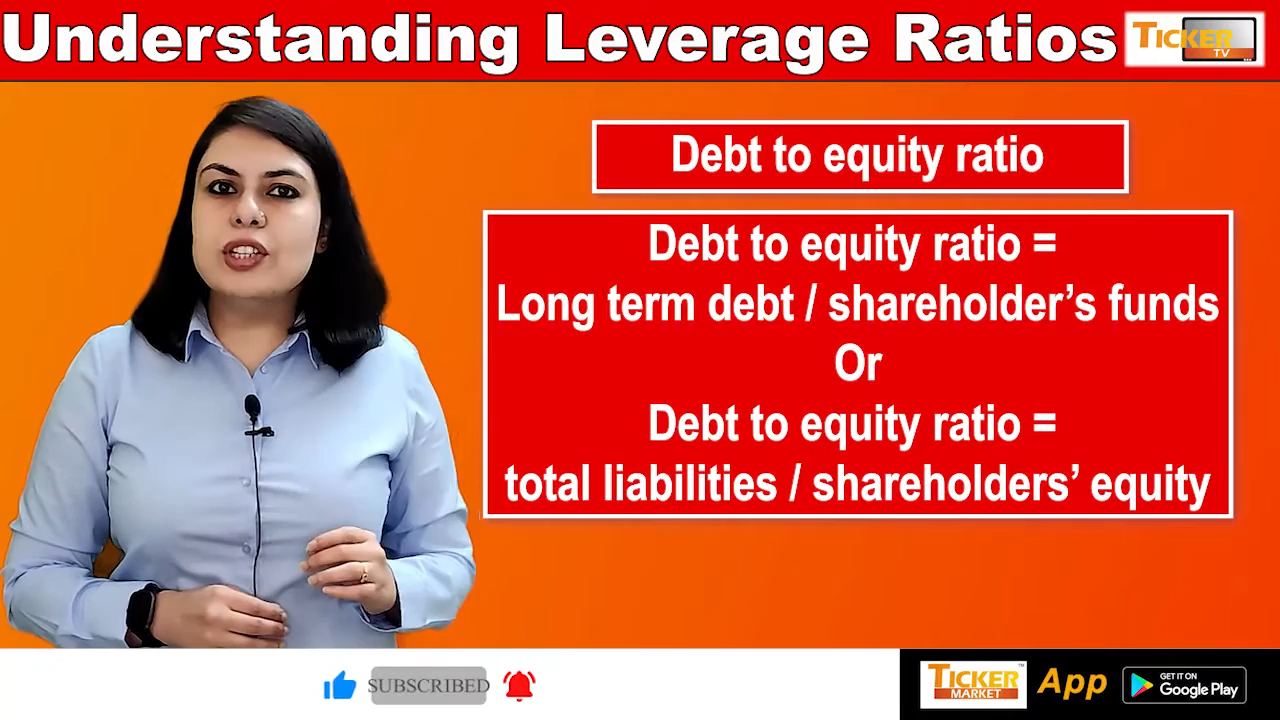 Understanding Leverage Ratios
TICKER
TV
Debt to equity ratio
Debt to equity ratio =
Long term debt / shareholder’s funds
Or
Debt to equity ratio =
total liabilities / shareholders’ equity
SUBSCRIBED
TICKER
MARKET
TM
App
GET IT ON
Google Play